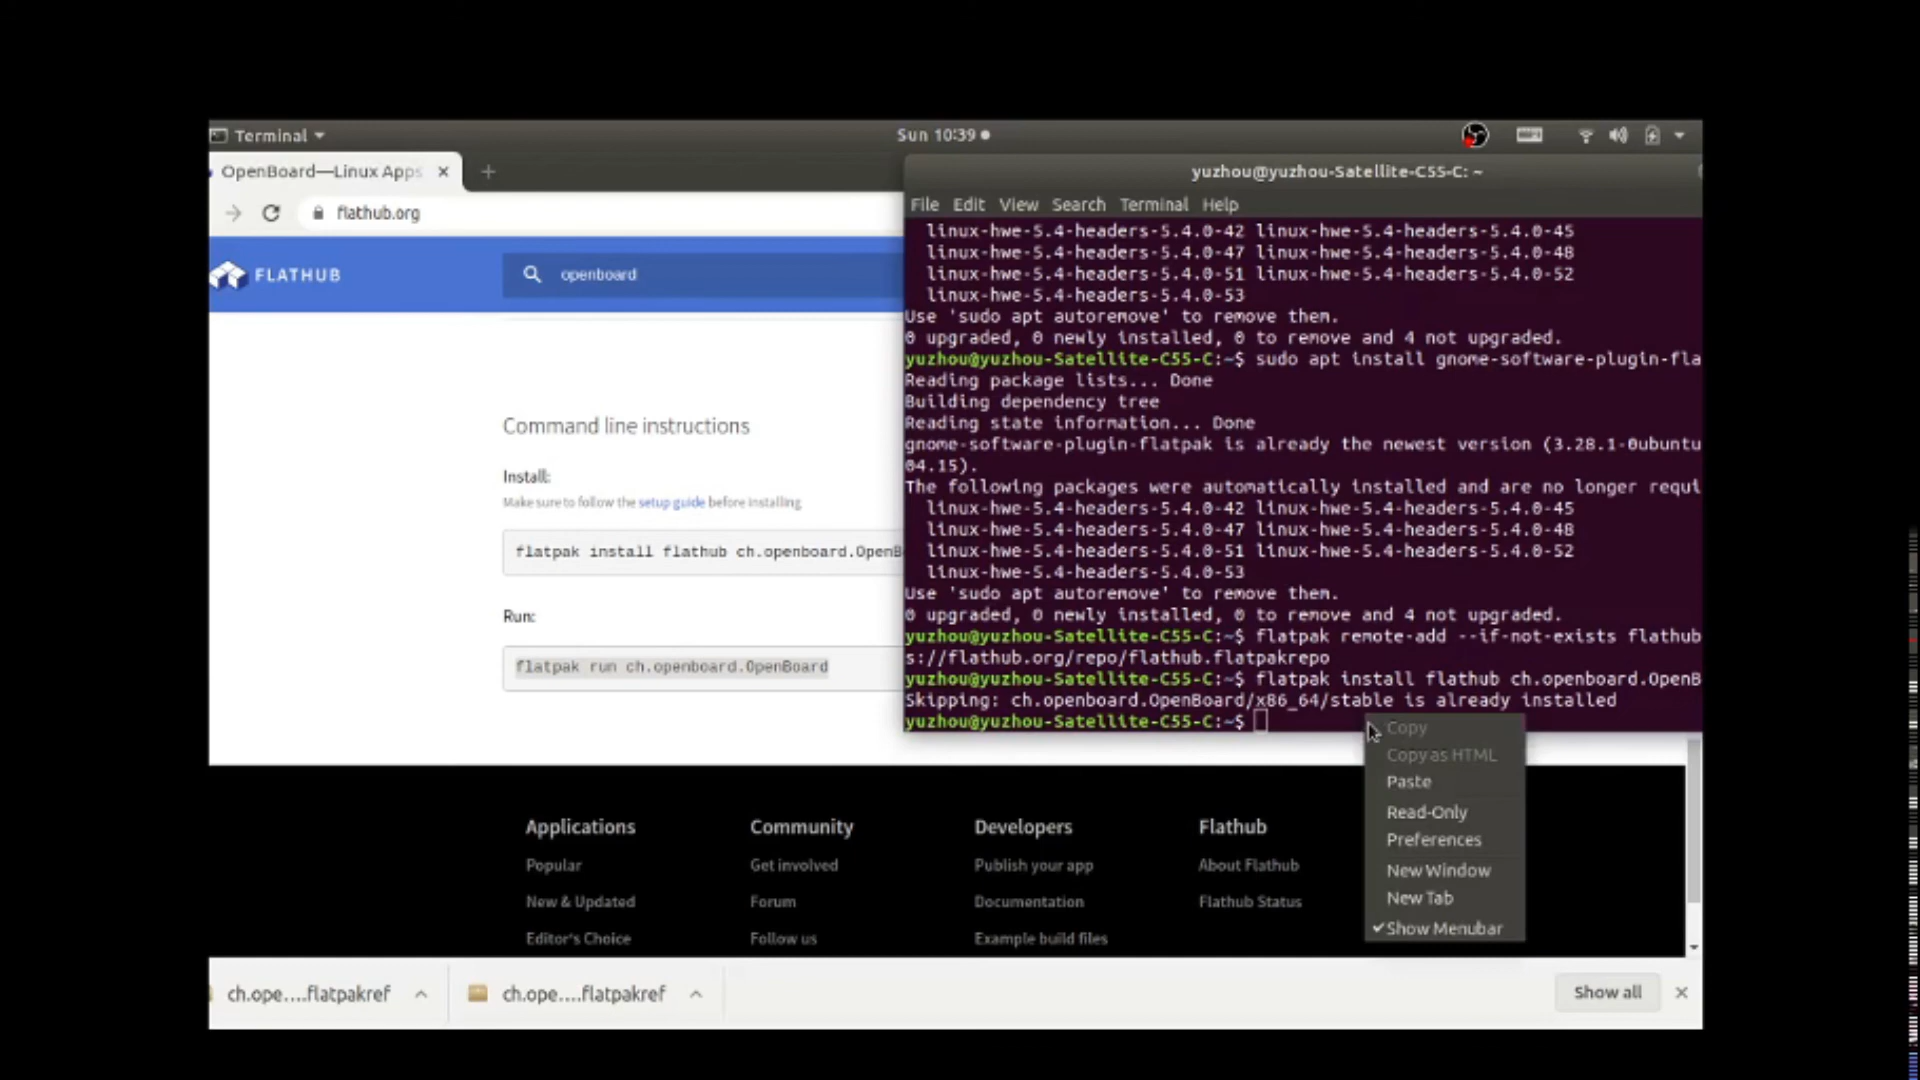 Terminal
Sun 10:39
OpenBoard—Linux Apps
flathub.org
FLATHUB
openboard
Command line instructions
Install:
Make sure to follow the setup guide before installing
flatpak install flathub ch.openboard.OpenB
Run:
flatpak run ch.openboard.OpenBoard
yuzhou@yuzhou-Satellite-C55-C: ~
File Edit View Search Terminal Help
linux-hwe-5.4-headers-5.4.0-42 linux-hwe-5.4-headers-5.4.0-45
linux-hwe-5.4-headers-5.4.0-47 linux-hwe-5.4-headers-5.4.0-48
linux-hwe-5.4-headers-5.4.0-51 linux-hwe-5.4-headers-5.4.0-52
linux-hwe-5.4-headers-5.4.0-53
Use 'sudo apt autoremove' to remove them.
0 upgraded, 0 newly installed, 0 to remove and 4 not upgraded.
yuzhou@yuzhou-Satellite-C55-C:~$ sudo apt install gnome-software-plugin-fla
Reading package lists... Done
Building dependency tree
Reading state information... Done
gnome-software-plugin-flatpak is already the newest version (3.28.1-0ubuntu
04.15).
The following packages were automatically installed and are no longer requi
linux-hwe-5.4-headers-5.4.0-42 linux-hwe-5.4-headers-5.4.0-45
linux-hwe-5.4-headers-5.4.0-47 linux-hwe-5.4-headers-5.4.0-48
linux-hwe-5.4-headers-5.4.0-51 linux-hwe-5.4-headers-5.4.0-52
linux-hwe-5.4-headers-5.4.0-53
Use 'sudo apt autoremove' to remove them.
0 upgraded, 0 newly installed, 0 to remove and 4 not upgraded.
yuzhou@yuzhou-Satellite-C55-C:~$ flatpak remote-add --if-not-exists flathub
s://flathub.org/repo/flathub.flatpakrepo
yuzhou@yuzhou-Satellite-C55-C:~$ flatpak install flathub ch.openboard.OpenB
Skipping: ch.openboard.OpenBoard/x86_64/stable is already installed
yuzhou@yuzhou-Satellite-C55-C:~$
Copy
Copy as HTML
Paste
Read-Only
Preferences
New Window
New Tab
Show Menubar
Applications Community Developers Flathub
Popular Get involved Publish your app About Flathub
New & Updated Forum Documentation Flathub Status
Editor's Choice Follow us Example build files
ch.ope....flatpakref ch.ope....flatpakref Show all